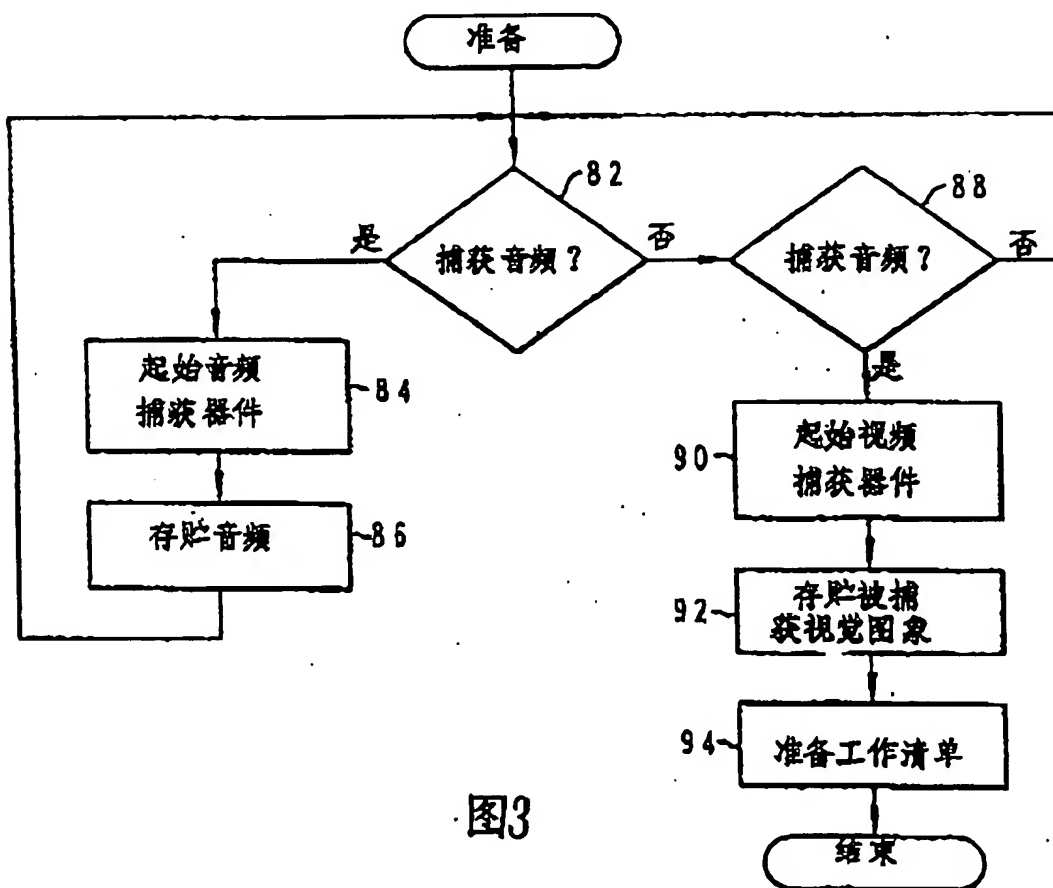 准备
82
88
是
捕获音频?
否
捕获音频?
否
起始音频
捕获器件
84
是
起始视频
捕获器件
90
存贮音频
86
存贮被捕
获视觉图象
92
94
准备工作清单
图3
结束